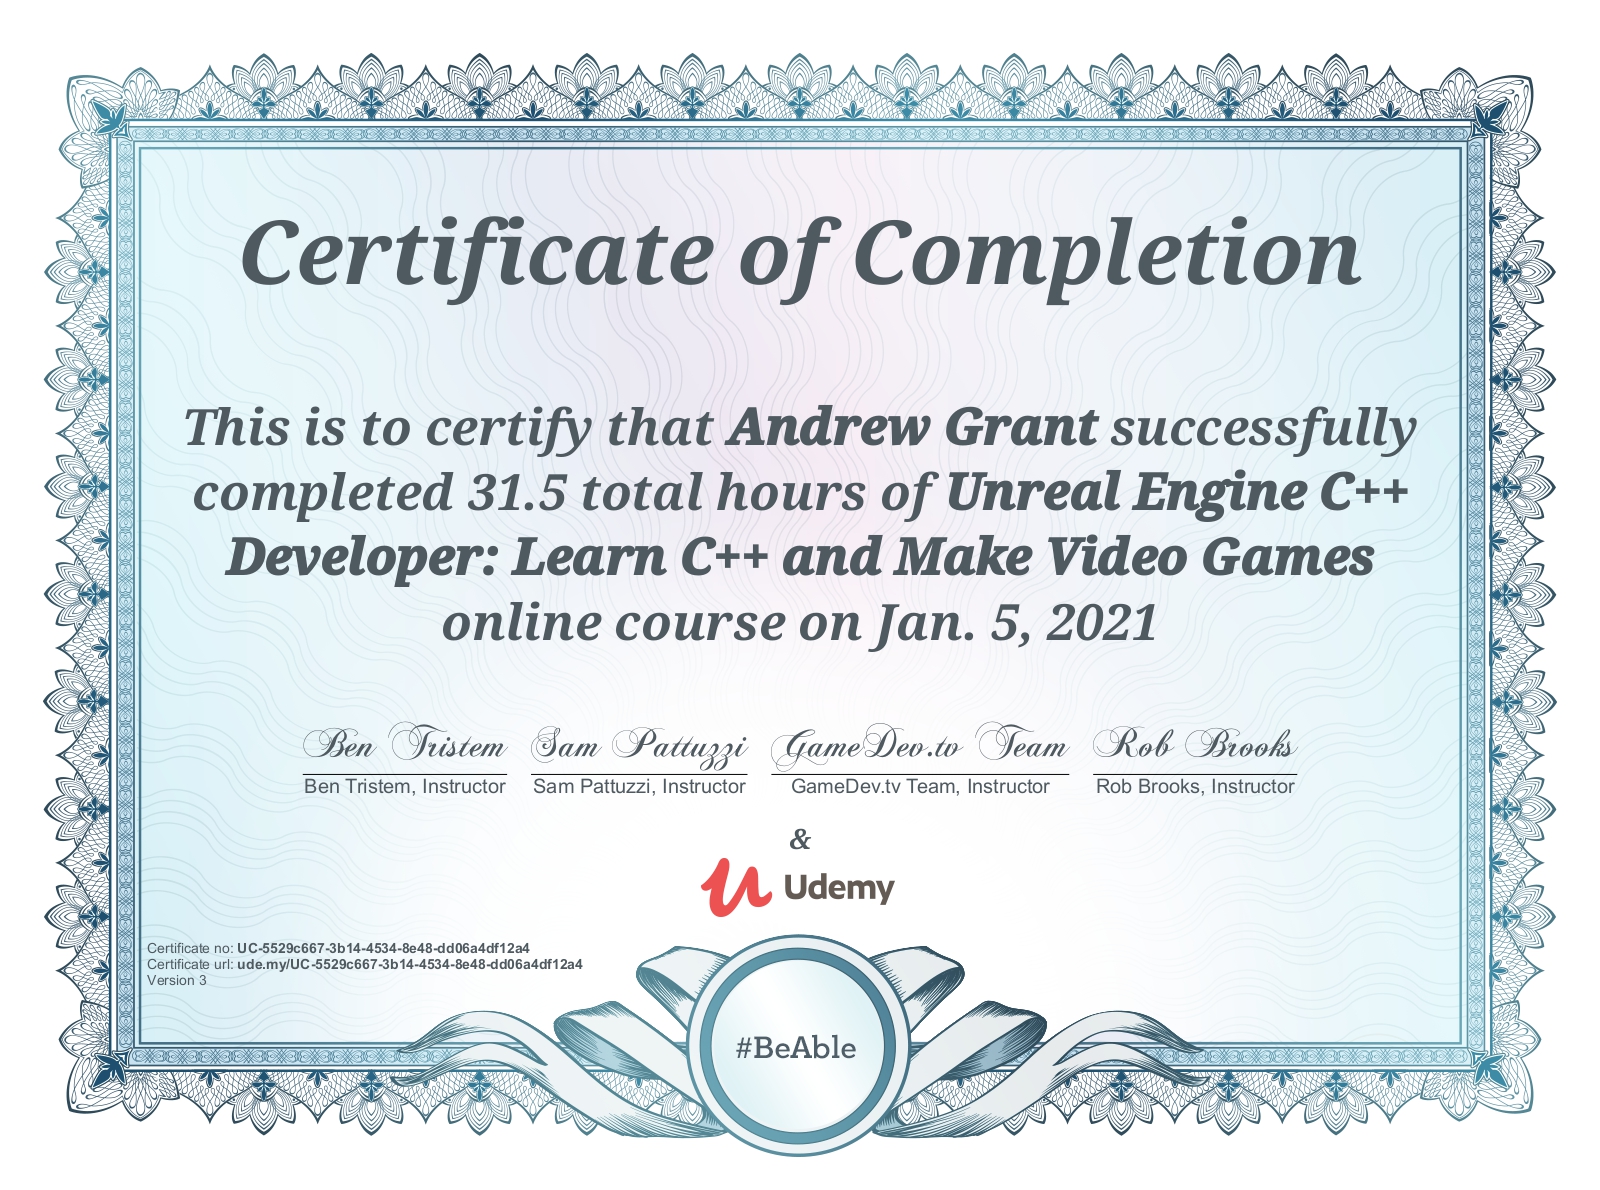 Certificate of Completion
This is to certify that Andrew Grant successfully
completed 31.5 total hours of Unreal Engine C++
Developer: Learn C++ and Make Video Games
online course on Jan. 5, 2021
Ben Tristem Sam Pattuzzi GameDev.tv Team Rob Brooks
Ben Tristem, Instructor Sam Pattuzzi, Instructor GameDev.tv Team, Instructor Rob Brooks, Instructor
&
Udemy
Certificate no: UC-5529c667-3b14-4534-8e48-dd06a4df12a4
Certificate url: ude.my/UC-5529c667-3b14-4534-8e48-dd06a4df12a4
Version 3
#BeAble